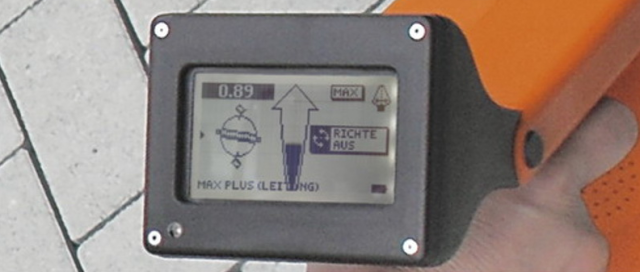 0.89
MAX
RICHTE
AUS
MAX PLUS (LEITUNG)